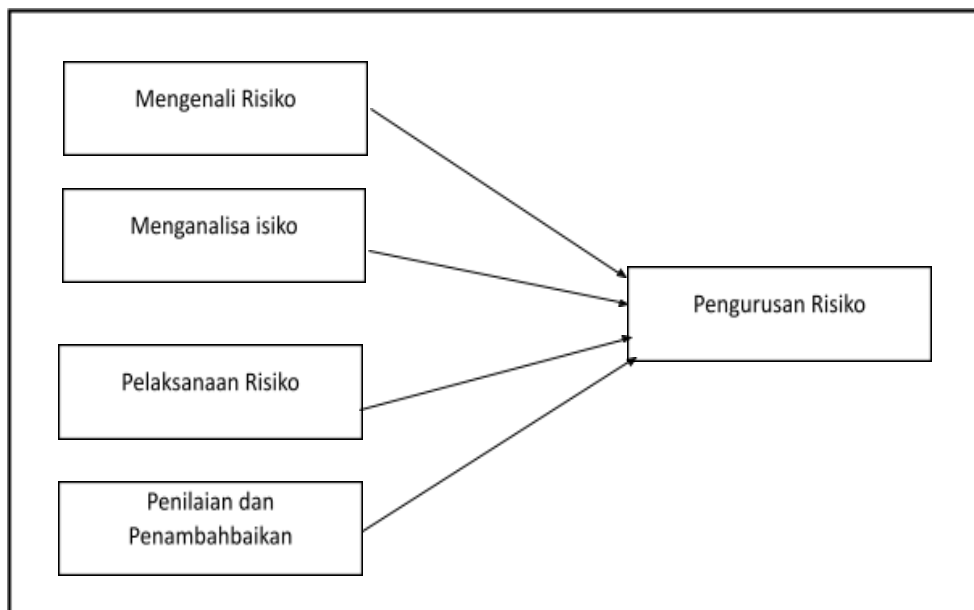 Mengenali Risiko
Menganalisa isiko
Pengurusan Risiko
Pelaksanaan Risiko
Penilaian dan
Penambahbaikan